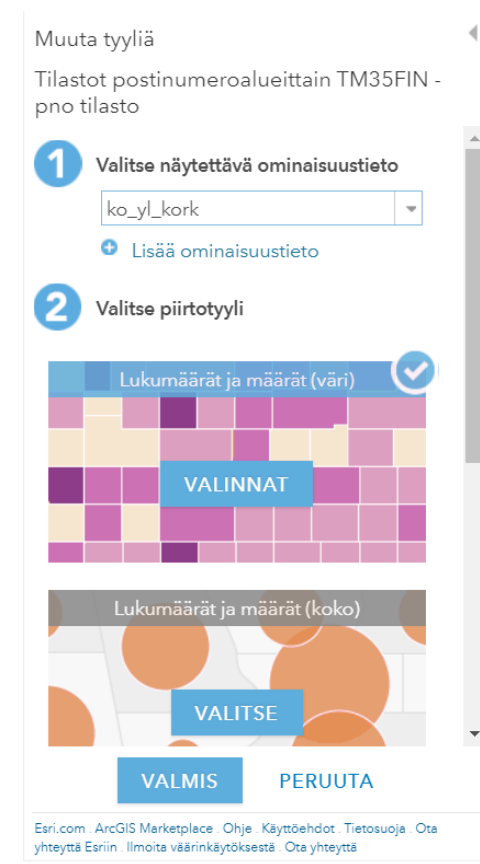 Muuta tyyliä
Tilastot postinumeroalueittain TM35FIN -
pno tilasto
1 Valitse näytettävä ominaisuustieto
ko_yl_kork
Lisää ominaisuustieto
2 Valitse piirtotyyli
Lukumäärät ja määrät (väri)
VALINNAT
Lukumäärät ja määrät (koko)
VALITSE
VALMIS PERUUTA
Esri.com . ArcGIS Marketplace . Ohje . Käyttöehdot . Tietosuoja . Ota
yhteyttä Esriin . Ilmoita väärinkäytöksestä . Ota yhteyttä